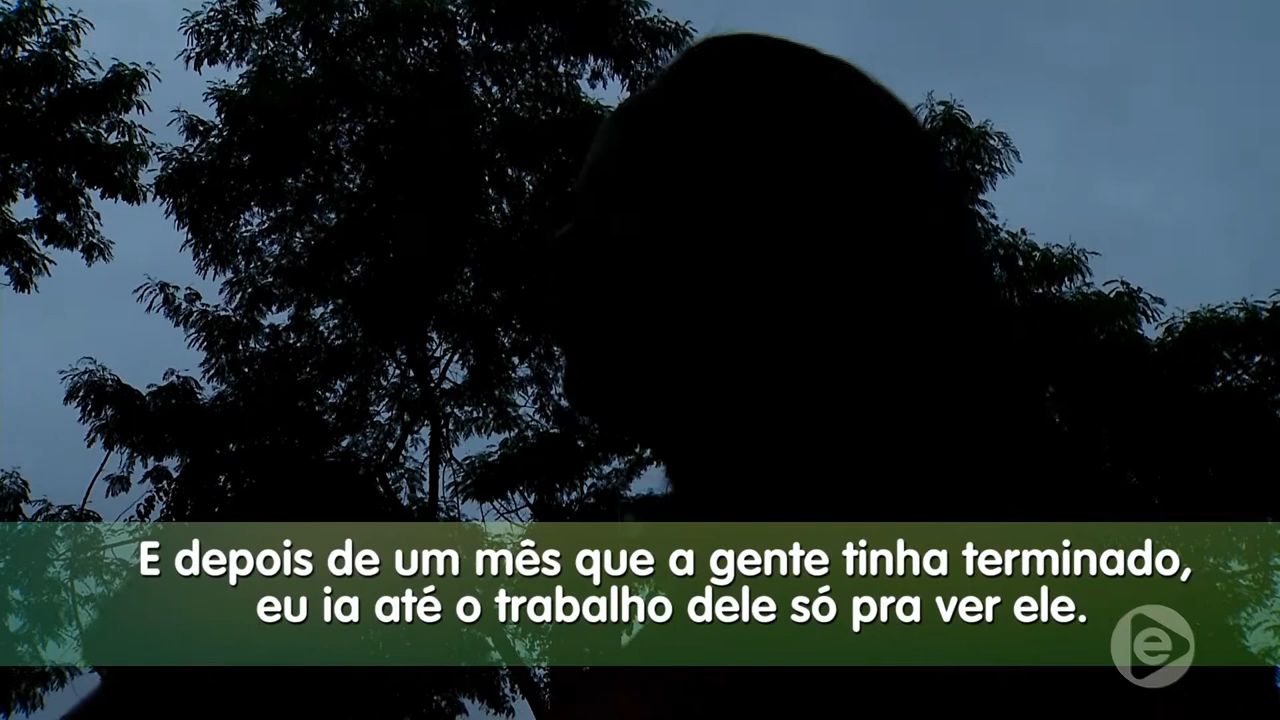 E depois de um mês que a gente tinha terminado,
eu ia até o trabalho dele só pra ver ele.
e